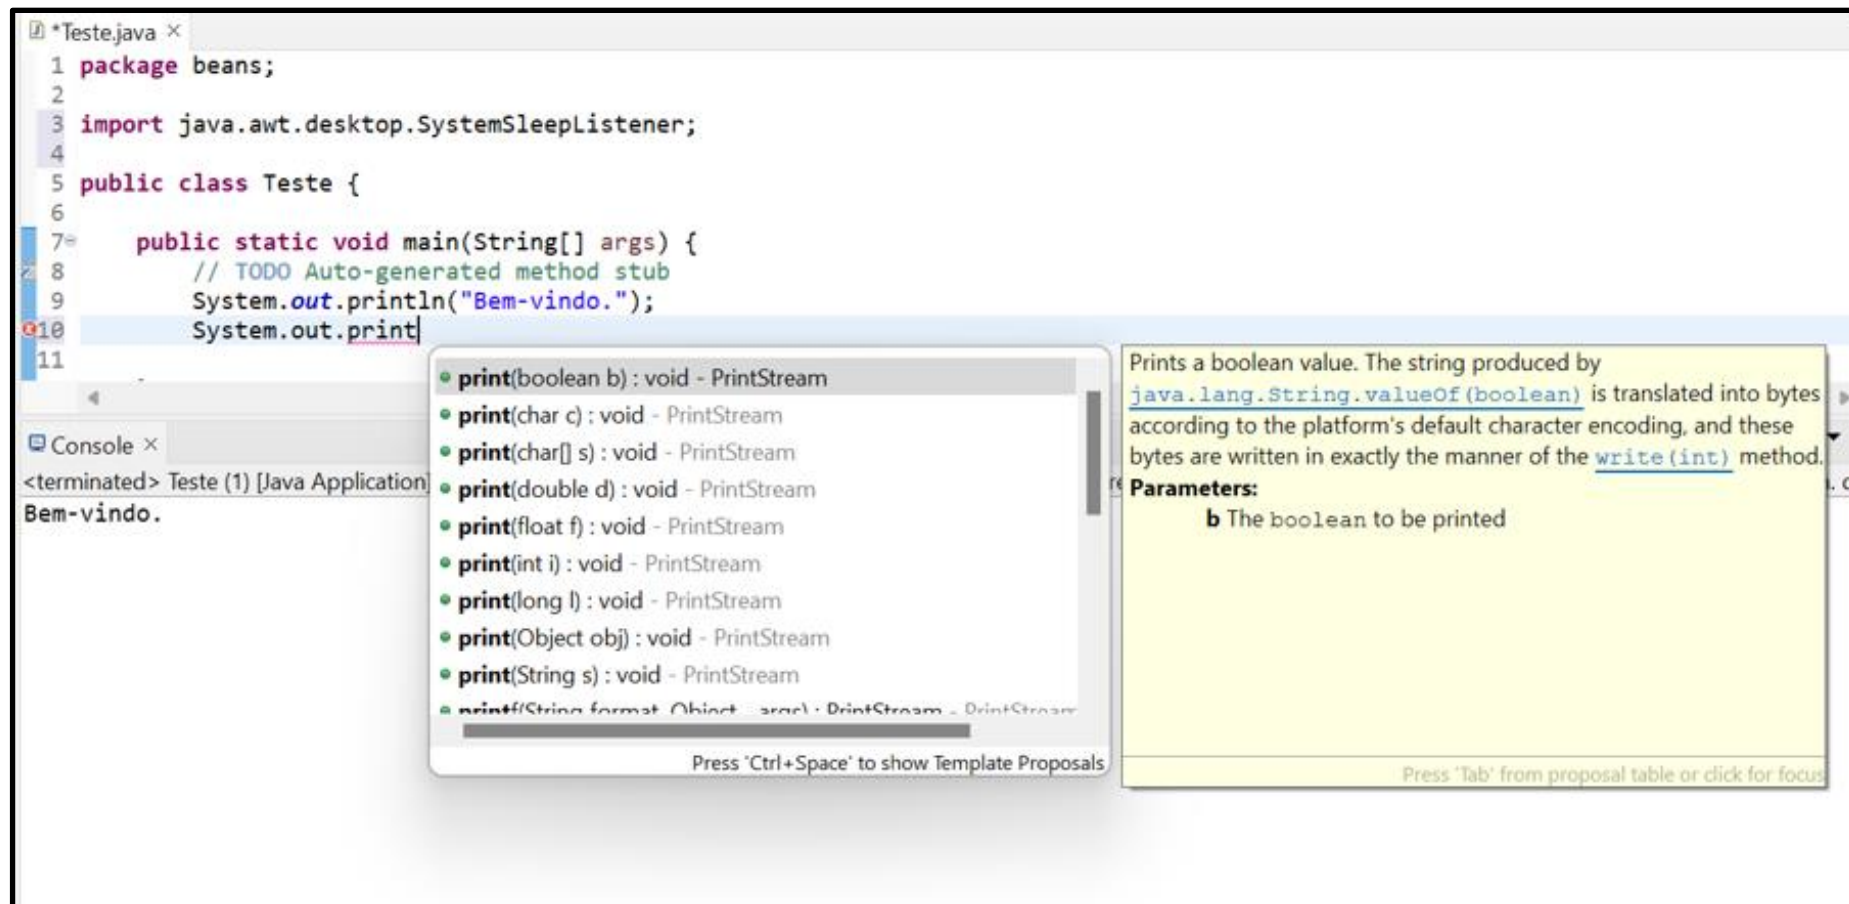 *Teste.java ×
1 package beans;
2
3 import java.awt.desktop.SystemSleepListener;
4
5 public class Teste {
6
7 public static void main(String[] args) {
8 // TODO Auto-generated method stub
9 System.out.println("Bem-vindo.");
10 System.out.print
11
print(boolean b) : void - PrintStream
print(char c) : void - PrintStream
print(char[] s) : void - PrintStream
print(double d) : void - PrintStream
print(float f) : void - PrintStream
print(int i) : void - PrintStream
print(long l) : void - PrintStream
print(Object obj) : void - PrintStream
print(String s) : void - PrintStream
printf(String format, Object... args) : PrintStream - PrintStream
Press 'Ctrl+Space' to show Template Proposals
Prints a boolean value. The string produced by
java.lang.String.valueOf(boolean) is translated into bytes
according to the platform's default character encoding, and these
bytes are written in exactly the manner of the write(int) method.
Parameters:
b The boolean to be printed
Press 'Tab' from proposal table or click for focus
Console ×
<terminated> Teste (1) [Java Application]
Bem-vindo.